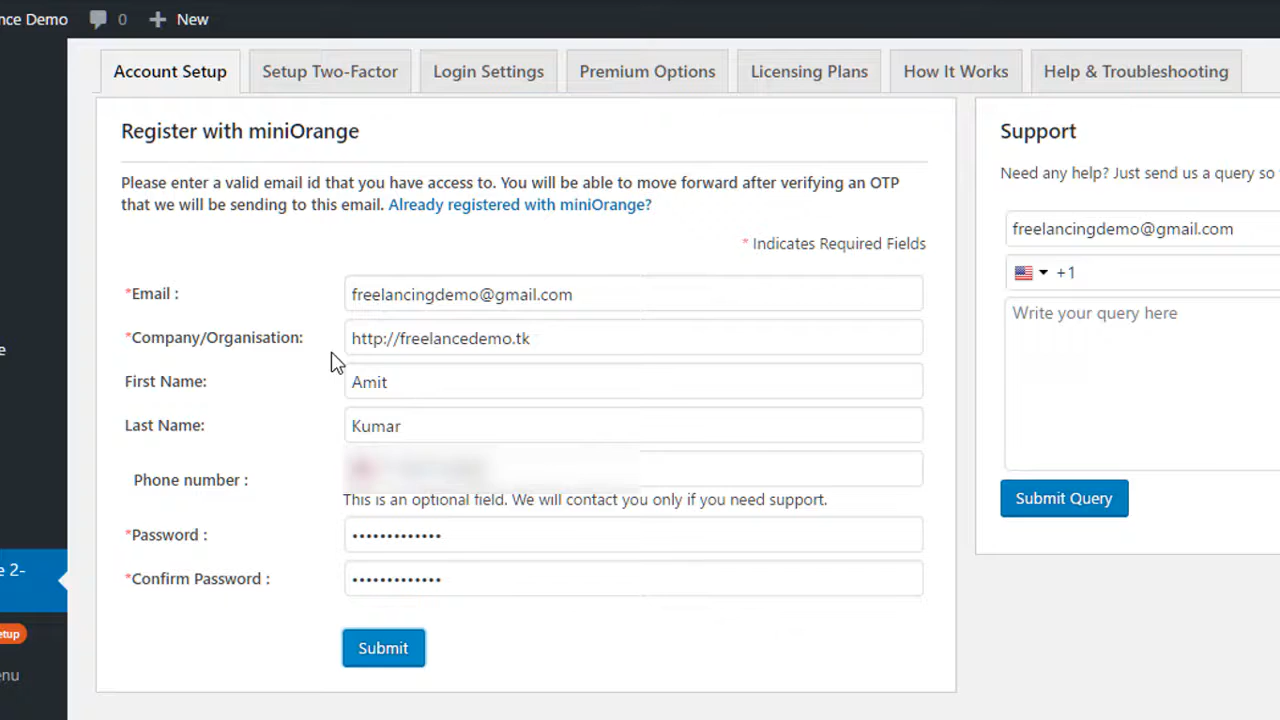 nce Demo 0 New
Account Setup Setup Two-Factor Login Settings Premium Options Licensing Plans How It Works Help & Troubleshooting
Register with miniOrange
Please enter a valid email id that you have access to. You will be able to move forward after verifying an OTP
that we will be sending to this email. Already registered with miniOrange?
* Indicates Required Fields
*Email : freelancingdemo@gmail.com
*Company/Organisation: http://freelancedemo.tk
First Name: Amit
Last Name: Kumar
Phone number :
This is an optional field. We will contact you only if you need support.
*Password : •••••••••••••
*Confirm Password : •••••••••••••
Submit
Support
Need any help? Just send us a query so
freelancingdemo@gmail.com
+1
Write your query here
Submit Query
e
e 2-
etup
enu